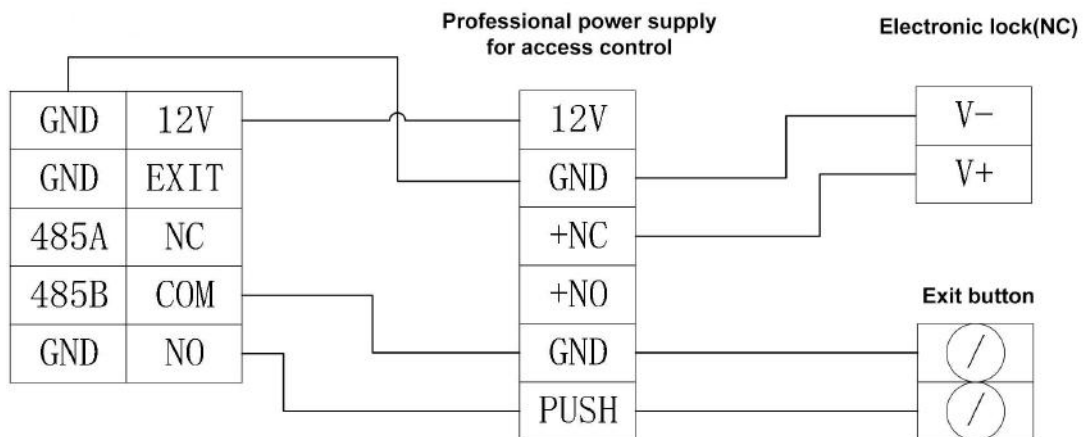 Professional power supply
for access control
Electronic lock(NC)
GND 12V
GND EXIT
485A NC
485B COM
GND NO
12V
GND
+NC
+NO
GND
PUSH
V-
V+
Exit button